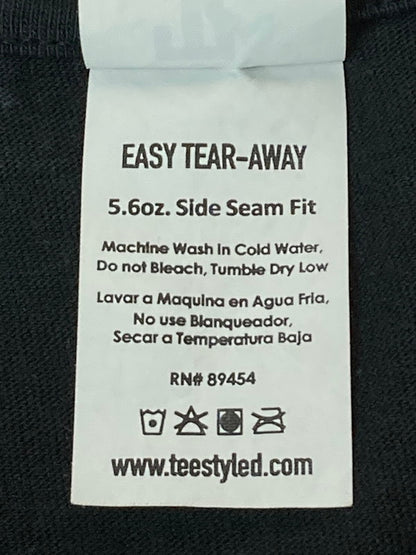 EASY TEAR-AWAY
5.6oz. Side Seam Fit
Machine Wash in Cold Water,
Do not Bleach, Tumble Dry Low
Lavar a Maquina en Agua Fria,
No use Blanqueador,
Secar a Temperatura Baja
RN# 89454
www.teestyled.com